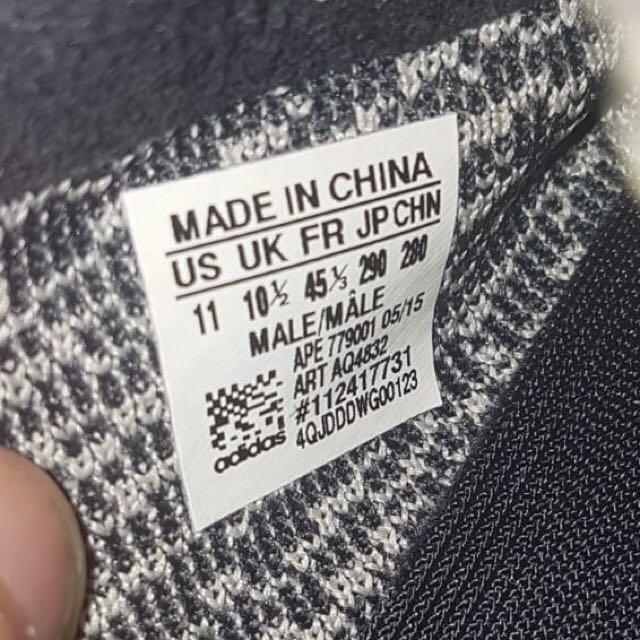 MADE IN CHINA
US UK FR JP CHN
11 10½ 45⅓ 290 280
MALE/MÂLE
APE 779001 05/15
ART AQ4832
#112417731
4QJDDDWG00123
adidas